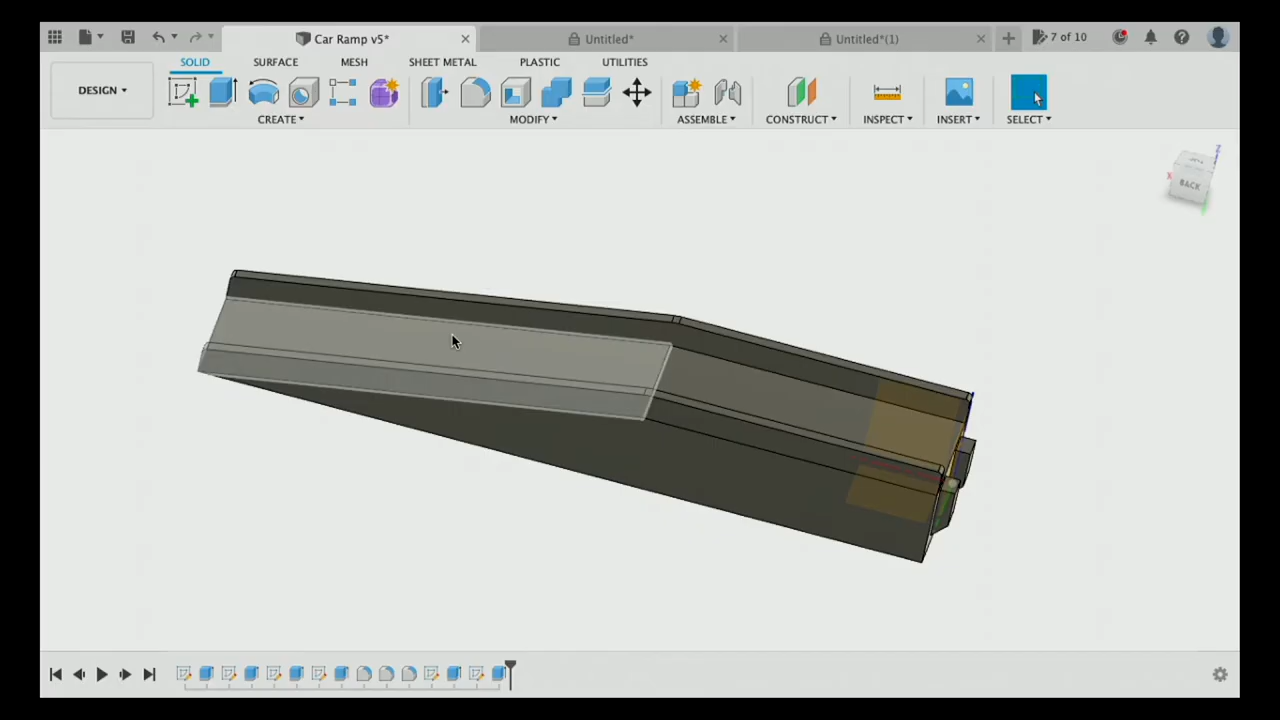 Car Ramp v5*
Untitled*
Untitled*(1)
7 of 10
DESIGN
SOLID
SURFACE
MESH
SHEET METAL
PLASTIC
UTILITIES
CREATE
MODIFY
ASSEMBLE
CONSTRUCT
INSPECT
INSERT
SELECT
Z
X
BACK